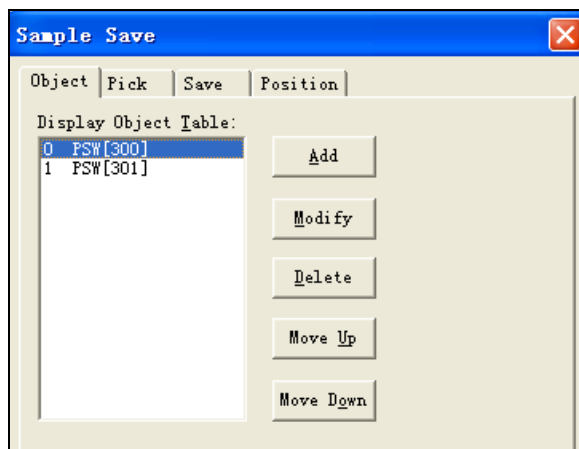 Sample Save
Object Pick Save Position
Display Object Table:
0 PSW[300]
1 PSW[301]
Add
Modify
Delete
Move Up
Move Down